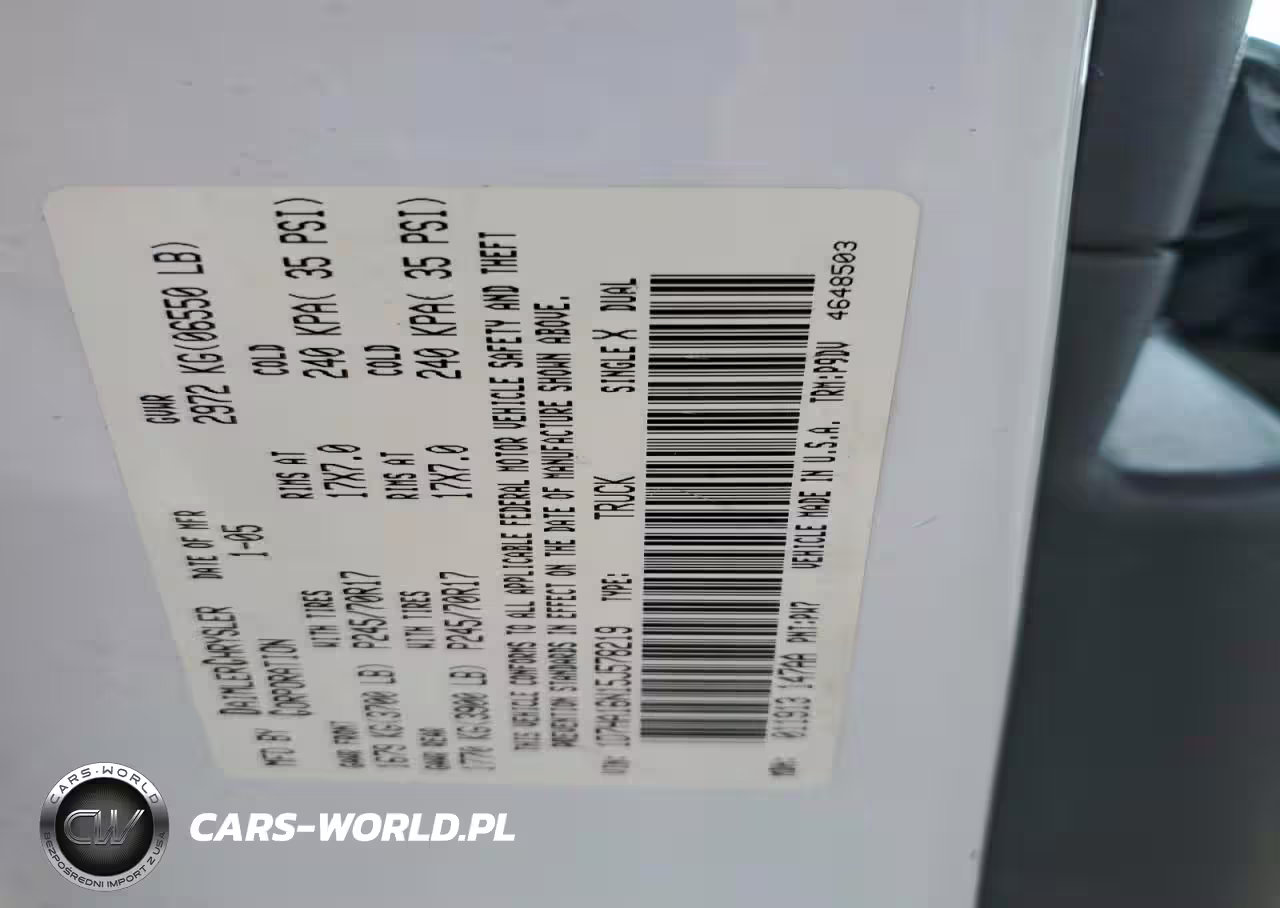 MFD BY DAIMLERCHRYSLER CORPORATION DATE OF MFR 1-05 GVWR 2972 KG(06550 LB)
GAWR FRONT 1679 KG(3700 LB) WITH TIRES P245/70R17 RIMS AT 17X7.0 COLD 240 KPA( 35 PSI)
GAWR REAR 1770 KG(3900 LB) WITH TIRES P245/70R17 RIMS AT 17X7.0 COLD 240 KPA( 35 PSI)
THIS VEHICLE CONFORMS TO ALL APPLICABLE FEDERAL MOTOR VEHICLE SAFETY AND THEFT
PREVENTION STANDARDS IN EFFECT ON THE DATE OF MANUFACTURE SHOWN ABOVE.
VIN: 1D7HA16N15J578219 TYPE: TRUCK SINGLE X DUAL
MDH: 011913 147AA PNT:PW7 VEHICLE MADE IN U.S.A. TRM:P9DV 4648503
CARS-WORLD
CW
BEZPOŚREDNI IMPORT Z USA
CARS-WORLD.PL